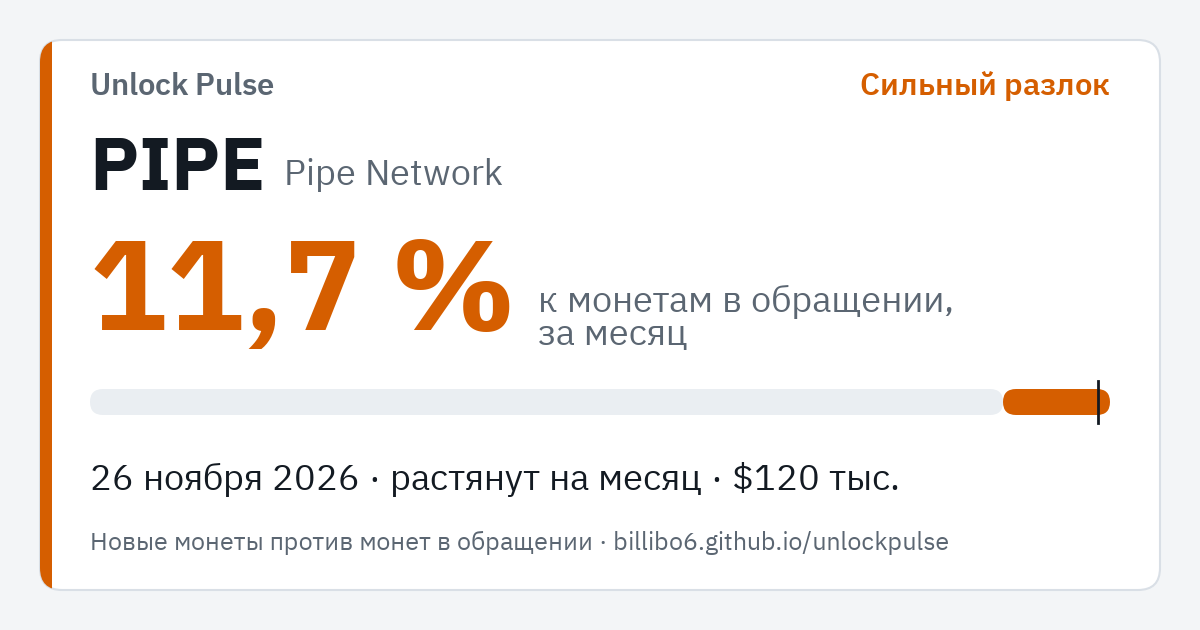 Unlock Pulse
Сильный разлок
PIPE Pipe Network
11,7 % к монетам в обращении,
за месяц
26 ноября 2026 · растянут на месяц · $120 тыс.
Новые монеты против монет в обращении · billibo6.github.io/unlockpulse